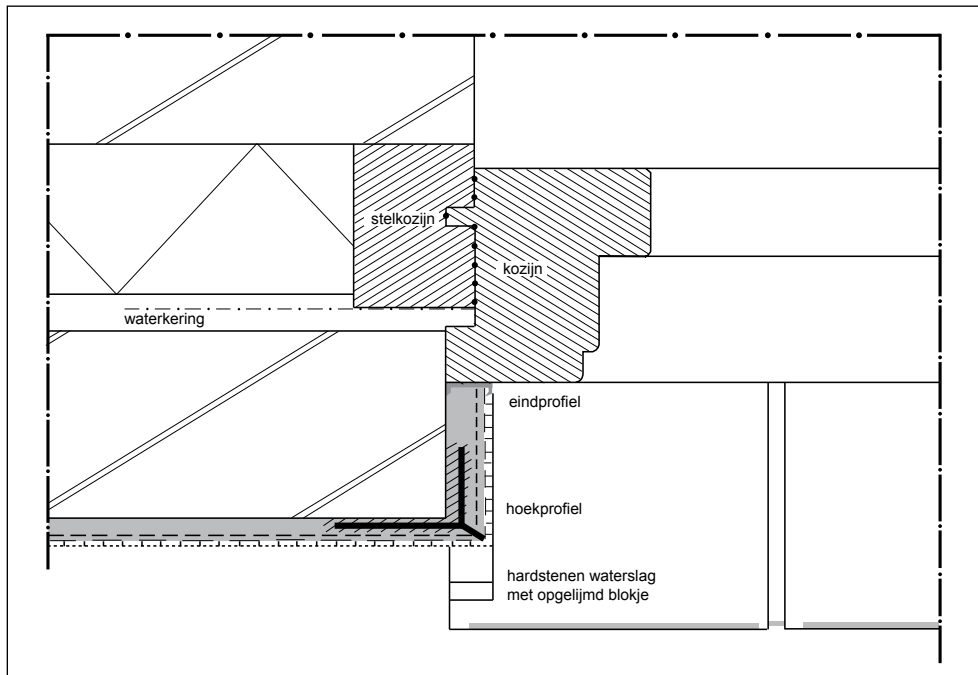 stelkozijn
kozijn
waterkering
eindprofiel
hoekprofiel
hardstenen waterslag
met opgelijmd blokje